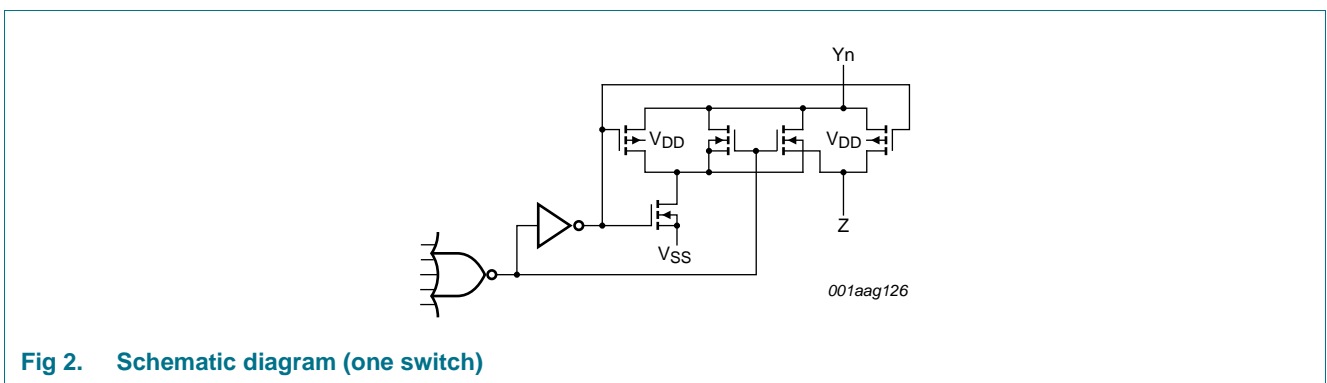 Yn
VDD
VDD
Z
VSS
001aag126
Fig 2. Schematic diagram (one switch)